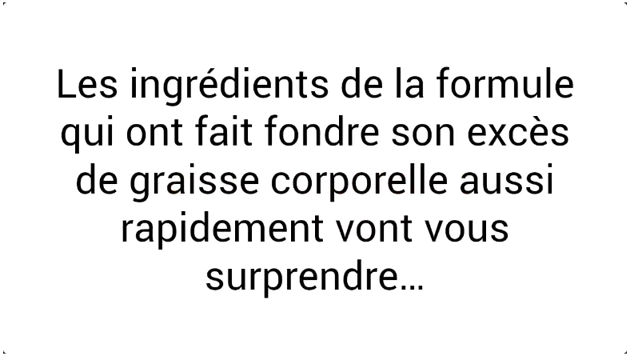 Les ingrédients de la formule
qui ont fait fondre son excès
de graisse corporelle aussi
rapidement vont vous
surprendre...